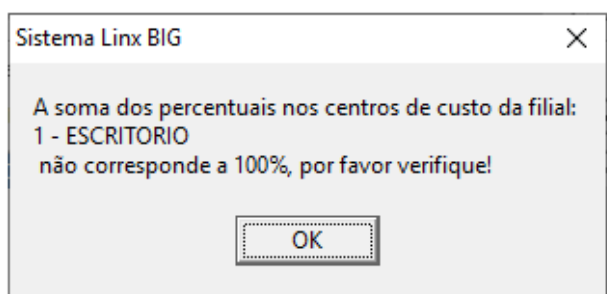 Sistema Linx BIG
A soma dos percentuais nos centros de custo da filial:
1 - ESCRITORIO
não corresponde a 100%, por favor verifique!
OK